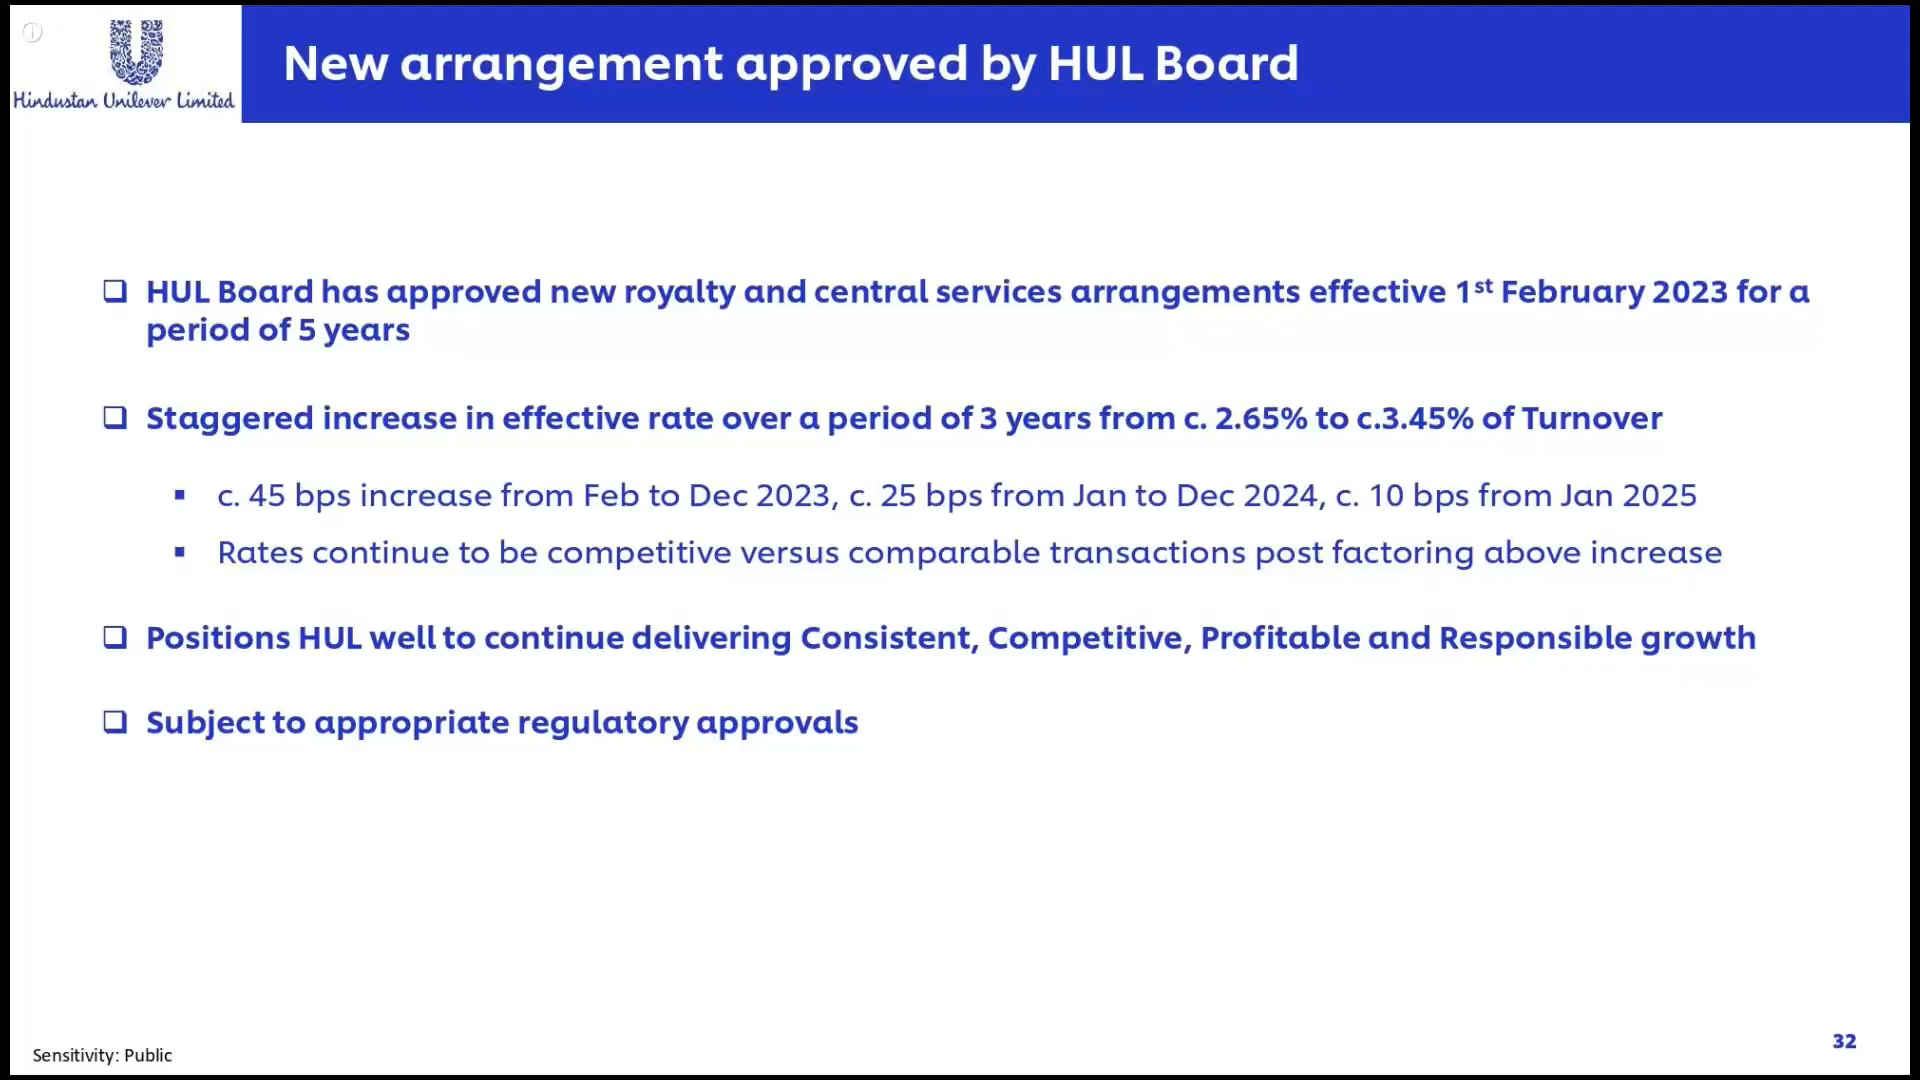 Hindustan Unilever Limited
New arrangement approved by HUL Board
❑ HUL Board has approved new royalty and central services arrangements effective 1st February 2023 for a
period of 5 years
❑ Staggered increase in effective rate over a period of 3 years from c. 2.65% to c.3.45% of Turnover
▪ c. 45 bps increase from Feb to Dec 2023, c. 25 bps from Jan to Dec 2024, c. 10 bps from Jan 2025
▪ Rates continue to be competitive versus comparable transactions post factoring above increase
❑ Positions HUL well to continue delivering Consistent, Competitive, Profitable and Responsible growth
❑ Subject to appropriate regulatory approvals
Sensitivity: Public
32